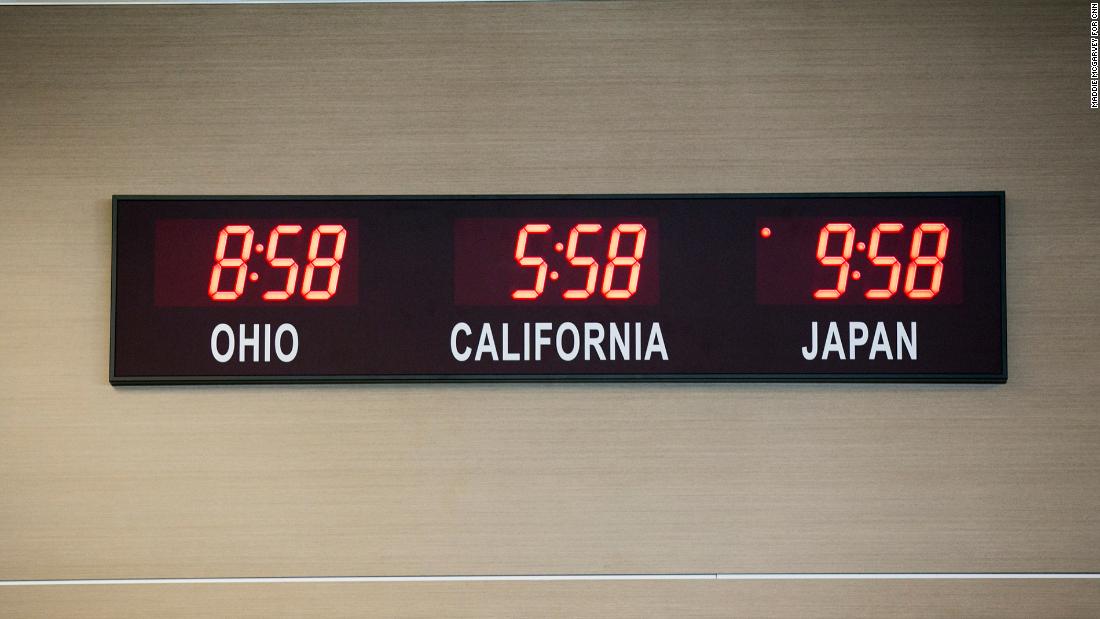 8:58 5:58 9:58
OHIO CALIFORNIA JAPAN
MADDIE MCGARVEY FOR CNN